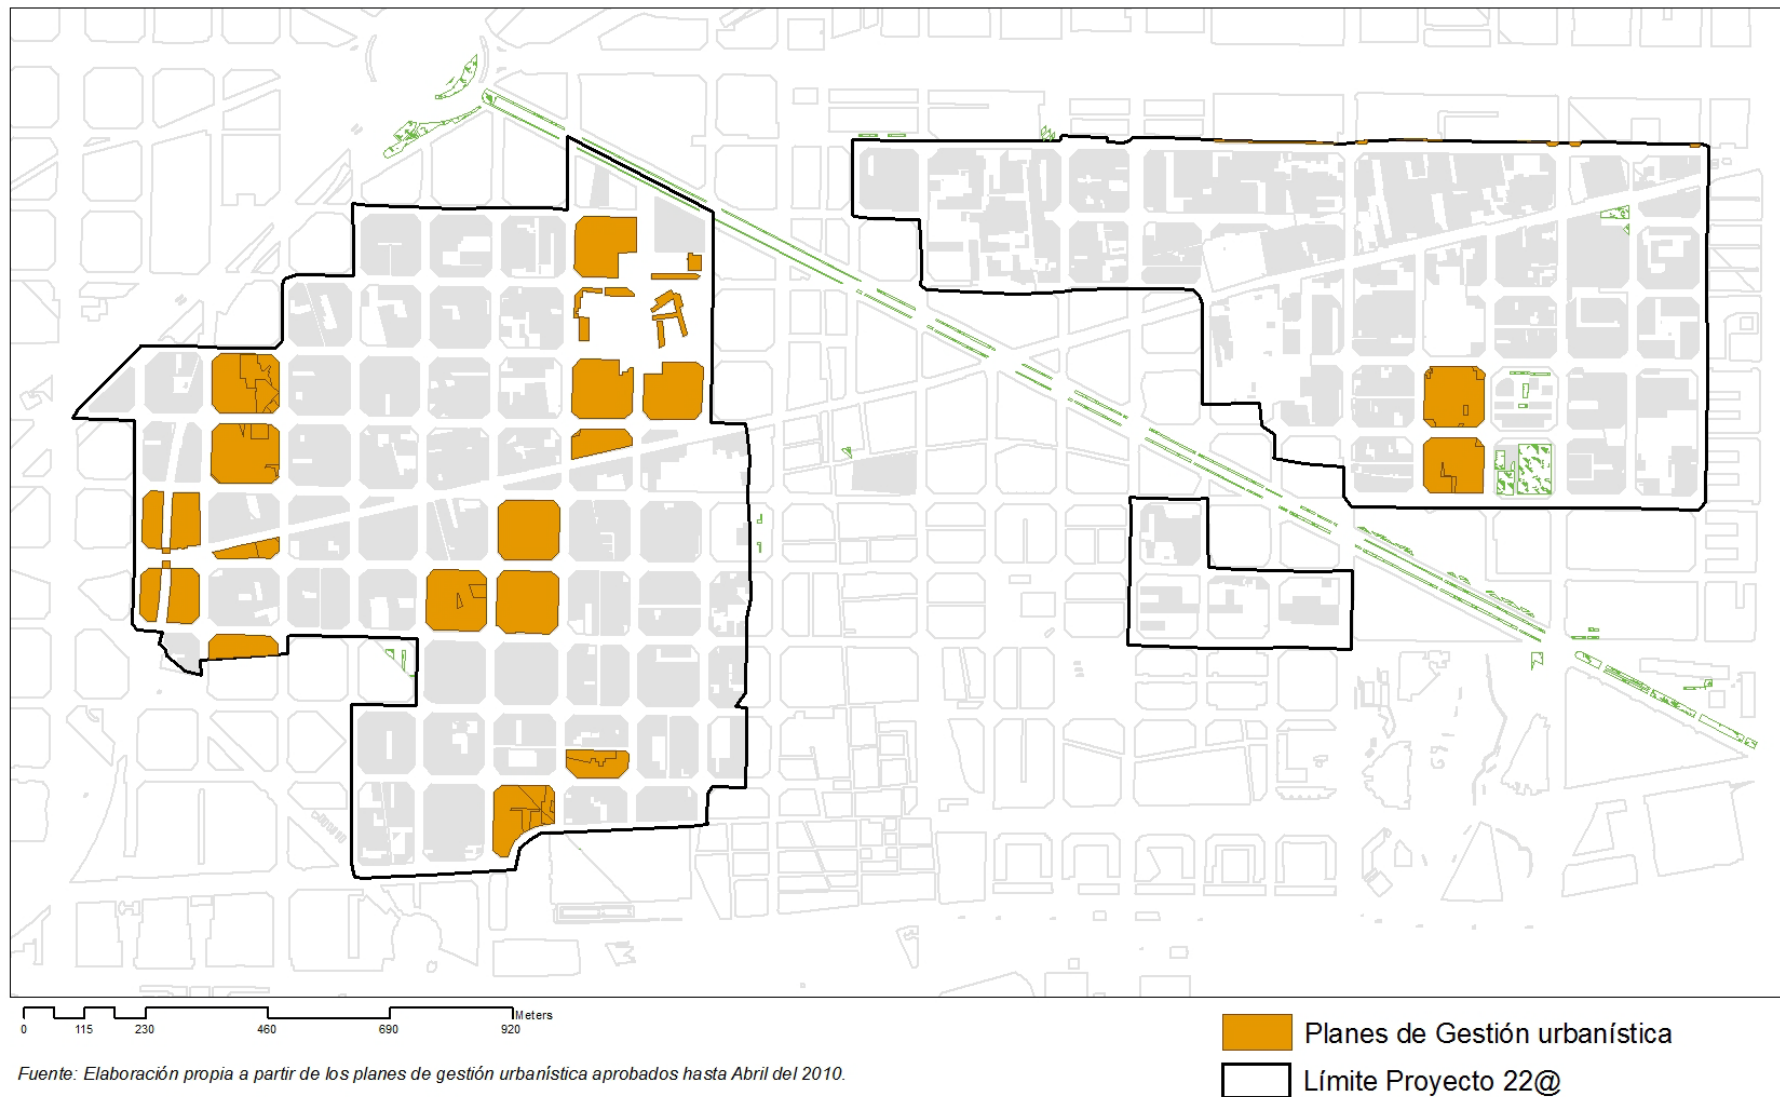 Meters
0 115 230 460 690 920
Planes de Gestión urbanística
Fuente: Elaboración propia a partir de los planes de gestión urbanística aprobados hasta Abril del 2010.
Límite Proyecto 22@